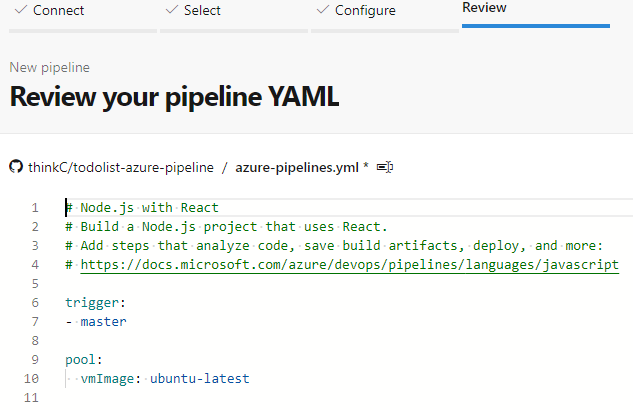 Connect Select Configure Review
New pipeline
Review your pipeline YAML
thinkC/todolist-azure-pipeline / azure-pipelines.yml *
1 # Node.js with React
2 # Build a Node.js project that uses React.
3 # Add steps that analyze code, save build artifacts, deploy, and more:
4 # https://docs.microsoft.com/azure/devops/pipelines/languages/javascript
5
6 trigger:
7 - master
8
9 pool:
10   vmImage: ubuntu-latest
11